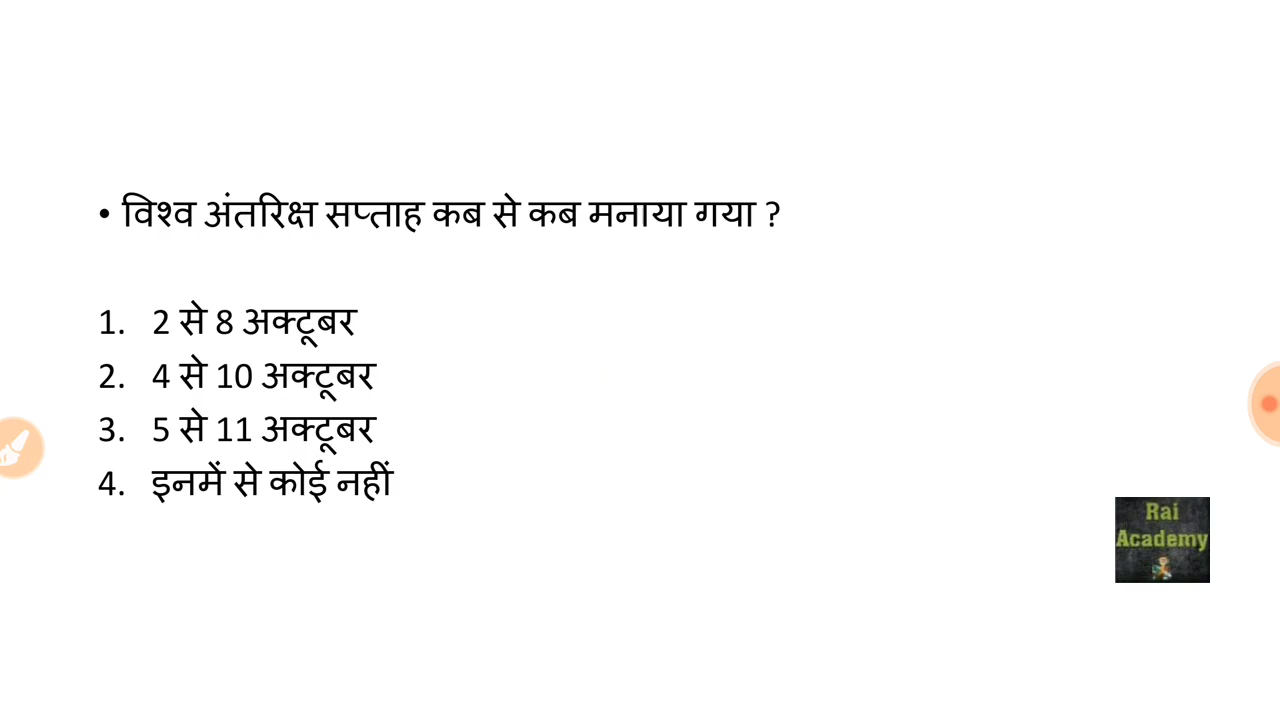 • विश्व अंतरिक्ष सप्ताह कब से कब मनाया गया ?
1. 2 से 8 अक्टूबर
2. 4 से 10 अक्टूबर
3. 5 से 11 अक्टूबर
4. इनमें से कोई नहीं
Rai
Academy